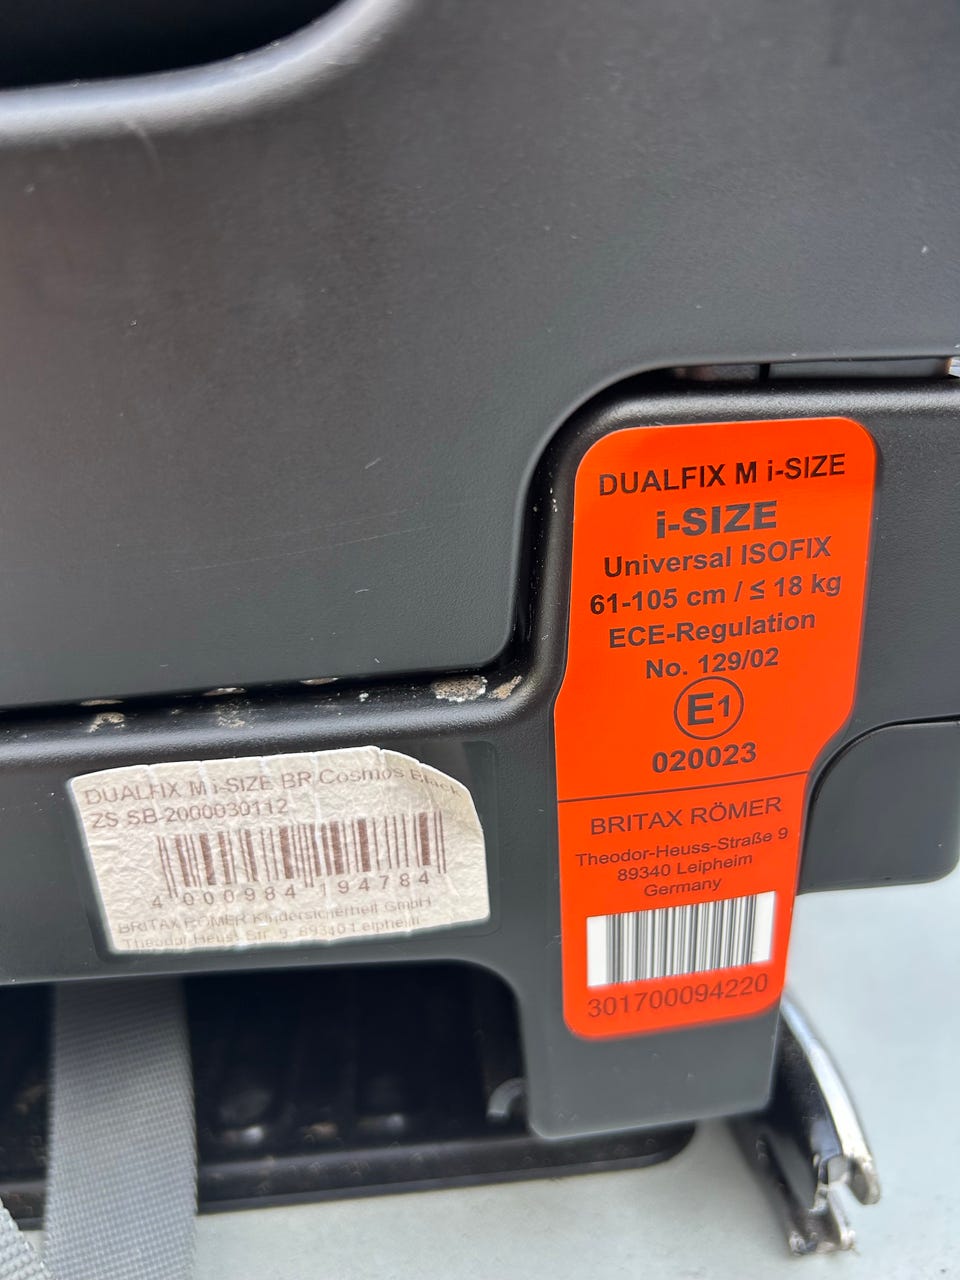 DUALFIX M i-SIZE
i-SIZE
Universal ISOFIX
61-105 cm / ≤ 18 kg
ECE-Regulation
No. 129/02
E1
020023
BRITAX RÖMER
Theodor-Heuss-Straße 9
89340 Leipheim
Germany
301700094220
DUALFIX M i-SIZE BR Cosmos Black
ZS SB 2000030112
4 000984 194784
BRITAX RÖMER Kindersicherheit GmbH
Theodor-Heuss-Str. 9 89340 Leipheim